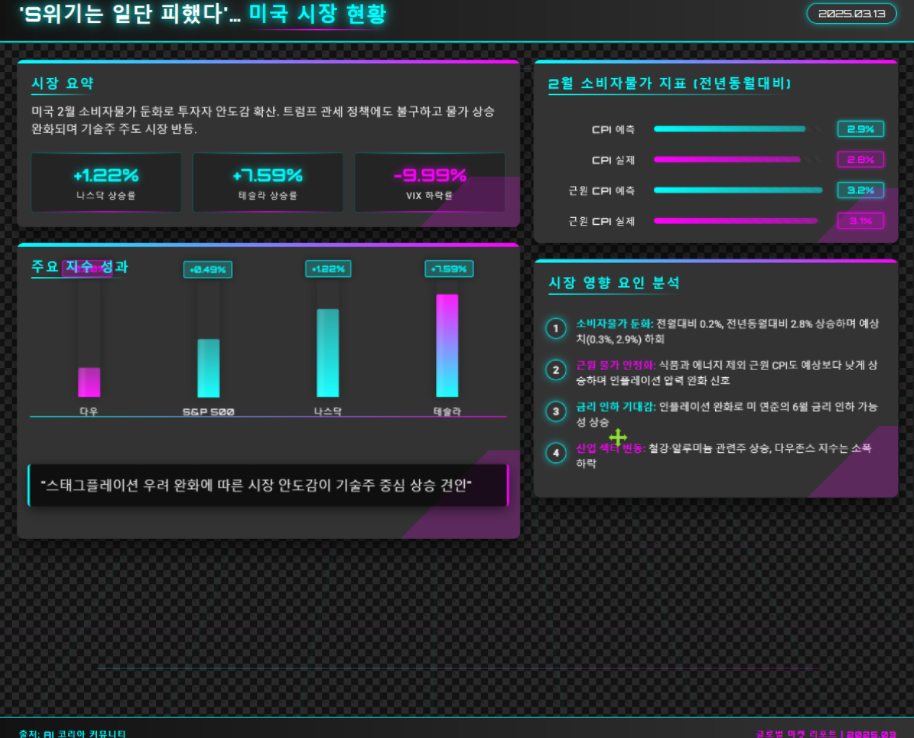 'S위기는 일단 피했다'... 미국 시장 현황
2025.03.13
시장 요약
미국 2월 소비자물가 둔화로 투자자 안도감 확산. 트럼프 관세 정책에도 불구하고 물가 상승
완화되며 기술주 주도 시장 반등.
+1.22%
나스닥 상승률
+7.59%
테슬라 상승률
-9.99%
VIX 하락률
주요 지수 성과
+0.49%
+1.22%
+7.59%
다우
S&P 500
나스닥
테슬라
"스태그플레이션 우려 완화에 따른 시장 안도감이 기술주 중심 상승 견인"
2월 소비자물가 지표 (전년동월대비)
CPI 예측
2.9%
CPI 실제
2.8%
근원 CPI 예측
3.2%
근원 CPI 실제
3.1%
시장 영향 요인 분석
1
소비자물가 둔화: 전월대비 0.2%, 전년동월대비 2.8% 상승하며 예상
치(0.3%, 2.9%) 하회
2
근원 물가 안정화: 식품과 에너지 제외 근원 CPI도 예상보다 낮게 상
승하며 인플레이션 압력 완화 신호
3
금리 인하 기대감: 인플레이션 완화로 미 연준의 6월 금리 인하 가능
성 상승
4
산업 섹터 변동: 철강·알루미늄 관련주 상승, 다우존스 지수는 소폭
하락
출처: AI 코리아 커뮤니티
글로벌 마켓 리포트 | 2025.03